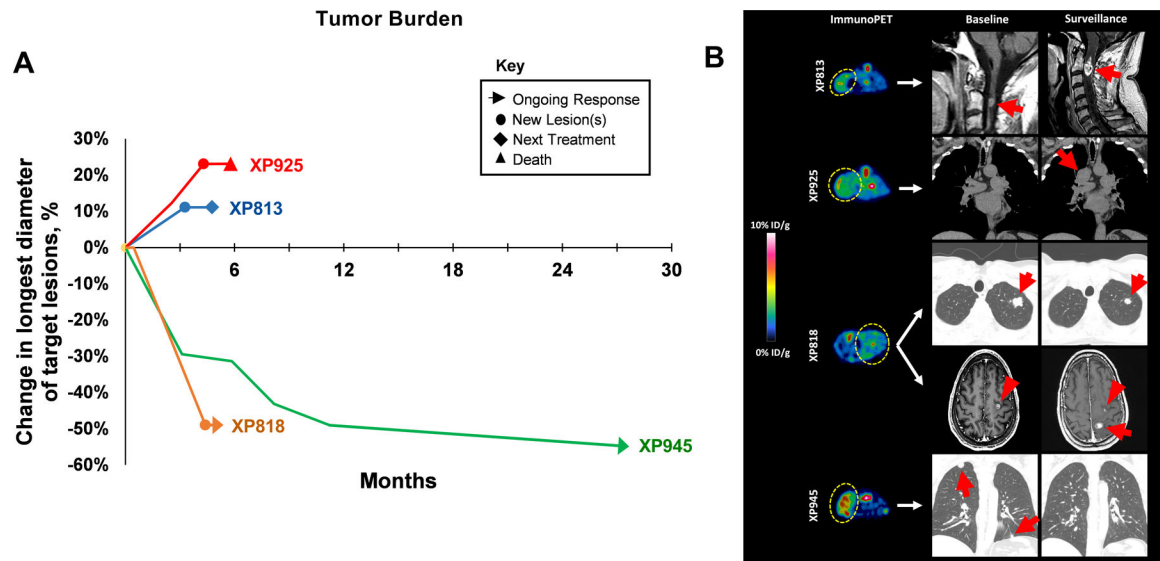 Tumor Burden
A
Key
Ongoing Response
New Lesion(s)
Next Treatment
Death
Change in longest diameter
of target lesions, %
30%
20%
10%
0%
-10%
-20%
-30%
-40%
-50%
-60%
6
12
18
24
30
XP925
XP813
XP818
XP945
Months
B
ImmunoPET
Baseline
Surveillance
XP813
XP925
10% ID/g
0% ID/g
XP818
XP945